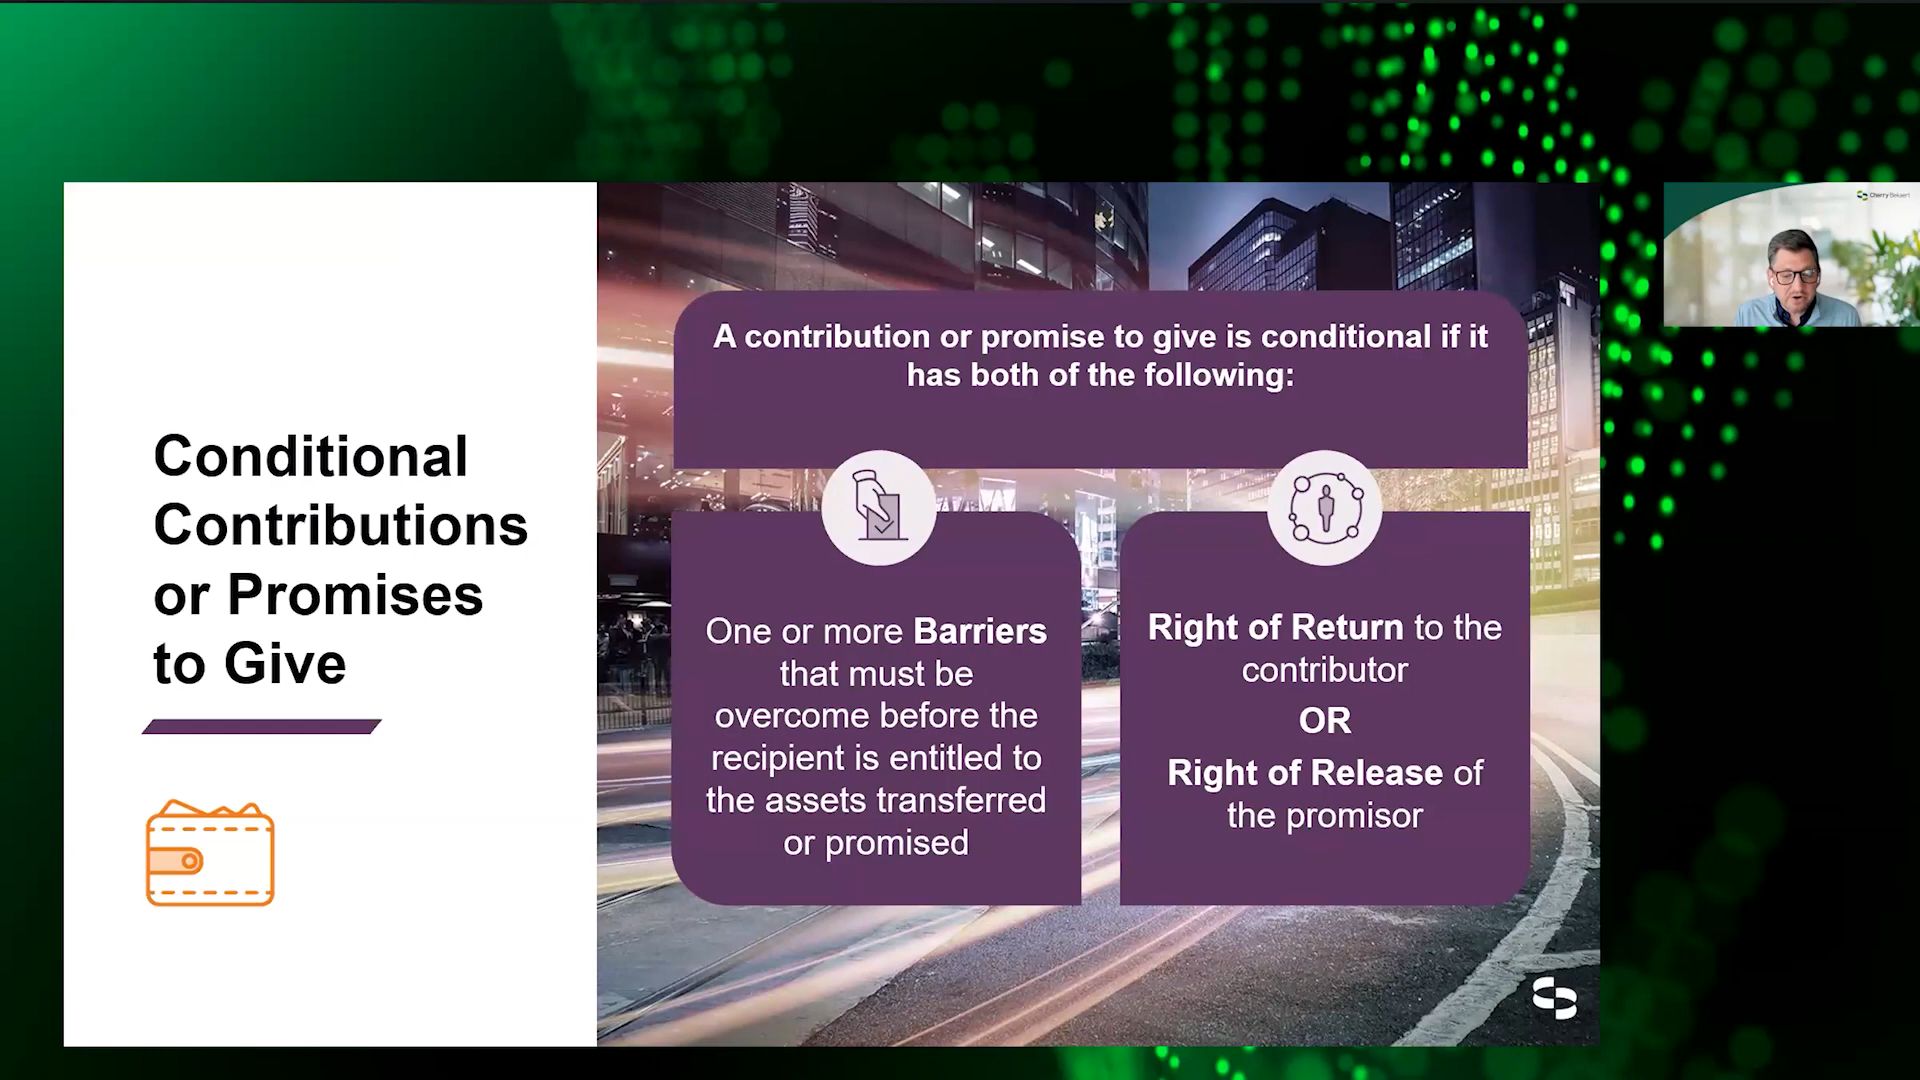 Conditional
Contributions
or Promises
to Give
A contribution or promise to give is conditional if it
has both of the following:
One or more Barriers
that must be
overcome before the
recipient is entitled to
the assets transferred
or promised
Right of Return to the
contributor
OR
Right of Release of
the promisor
Cherry Bekaert